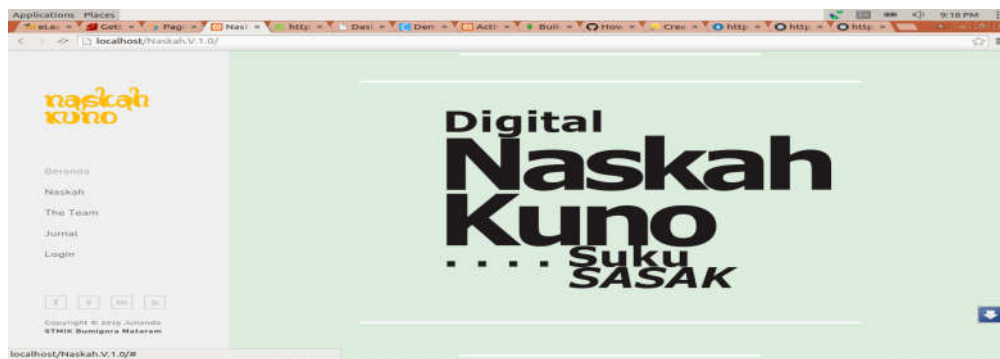 Applications Places
9:18 PM
localhost/Naskah.V.1.0/
naskah
kuno
Beranda
Naskah
The Team
Jurnal
Login
Copyright © 2015 Junanda
STMIK Bumigora Mataram
localhost/Naskah.V.1.0/#
Digital
Naskah
Kuno
....Suku
SASAK